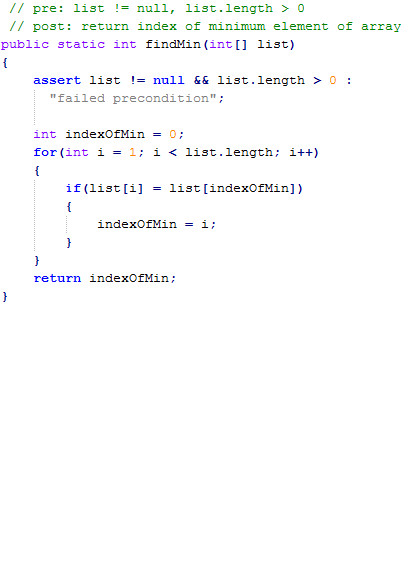 // pre: list != null, list.length > 0
// post: return index of minimum element of array
public static int findMin(int[] list)
{
    assert list != null && list.length > 0 :
      "failed precondition";
    int indexOfMin = 0;
    for(int i = 1; i < list.length; i++)
    {
        if(list[i] = list[indexOfMin])
        {
            indexOfMin = i;
        }
    }
    return indexOfMin;
}